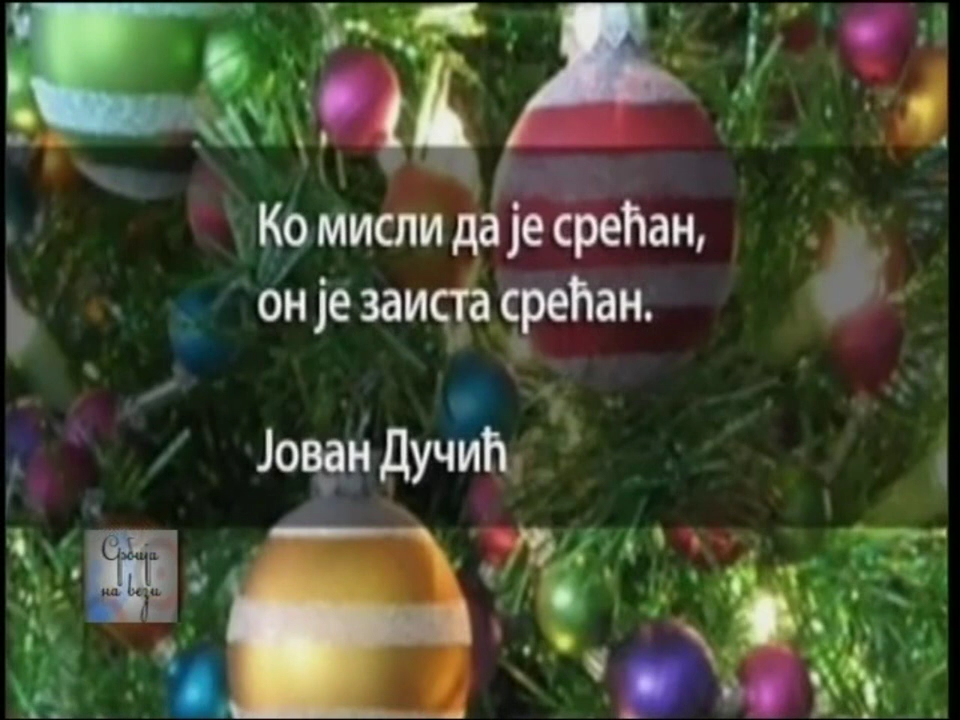 Ко мисли да је срећан,
он је заиста срећан.
Јован Дучић
Србија
на вези